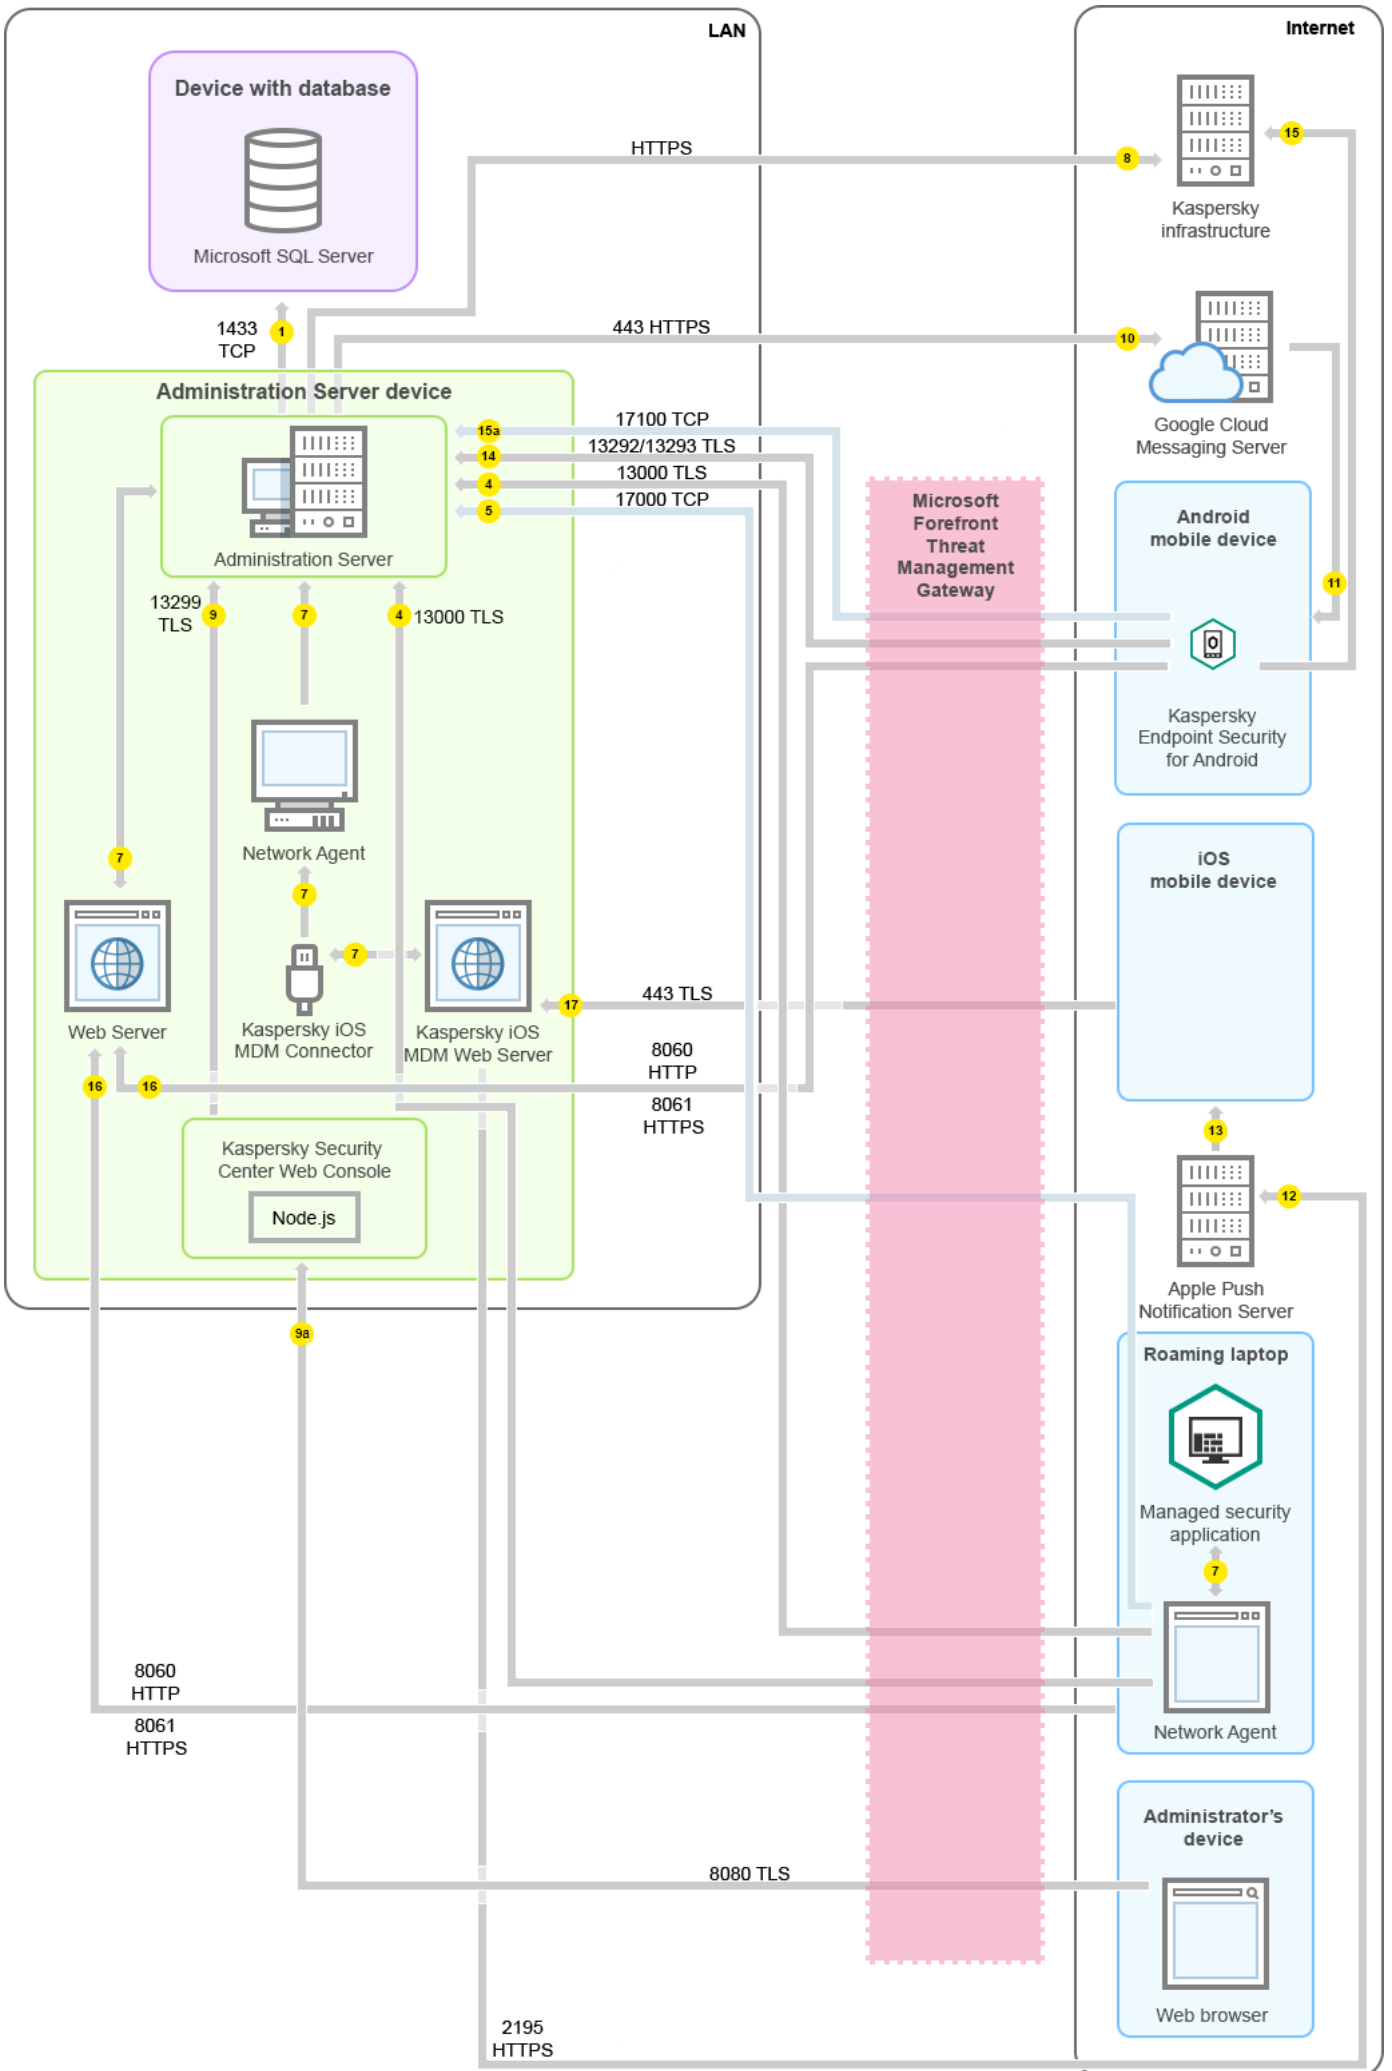 LAN
Internet
Device with database
Microsoft SQL Server
HTTPS
8
15
Kaspersky
infrastructure
1433
TCP
1
443 HTTPS
10
Google Cloud
Messaging Server
Administration Server device
Administration Server
17100 TCP
15a
13292/13293 TLS
14
13000 TLS
4
17000 TCP
5
Microsoft
Forefront
Threat
Management
Gateway
Android
mobile device
11
Kaspersky
Endpoint Security
for Android
13299
TLS
9
7
4
13000 TLS
Network Agent
7
7
7
Web Server
Kaspersky iOS
MDM Connector
Kaspersky iOS
MDM Web Server
iOS
mobile device
443 TLS
17
8060
HTTP
8061
HTTPS
16
16
Kaspersky Security
Center Web Console
Node.js
9a
13
12
Apple Push
Notification Server
Roaming laptop
Managed security
application
7
Network Agent
8060
HTTP
8061
HTTPS
8080 TLS
Administrator's
device
Web browser
2195
HTTPS